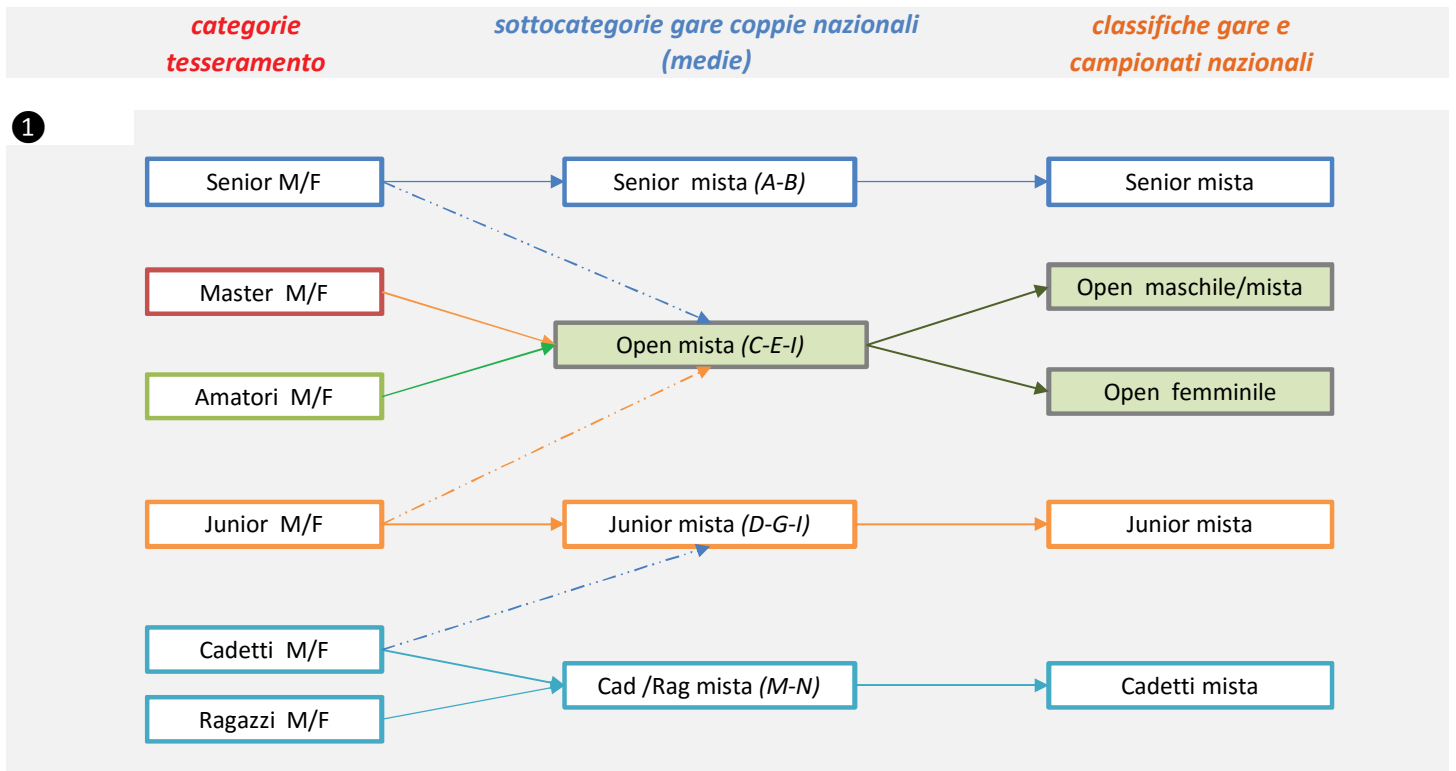 categorie
tesseramento
sottocategorie gare coppie nazionali
(medie)
classifiche gare e
campionati nazionali
❶
Senior M/F
Senior mista (A-B)
Senior mista
Master M/F
Open maschile/mista
Open mista (C-E-I)
Amatori M/F
Open femminile
Junior M/F
Junior mista (D-G-I)
Junior mista
Cadetti M/F
Cad /Rag mista (M-N)
Cadetti mista
Ragazzi M/F